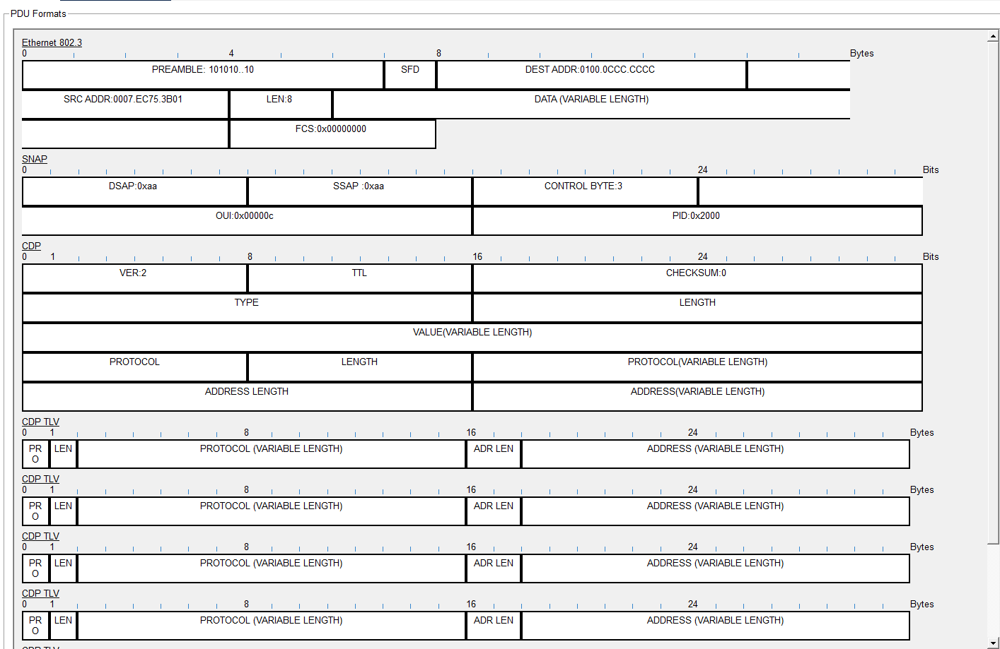 PDU Formats
Ethernet 802.3
0 4 8 Bytes
PREAMBLE: 101010..10 SFD DEST ADDR:0100.0CCC.CCCC
SRC ADDR:0007.EC75.3B01 LEN:8 DATA (VARIABLE LENGTH)
FCS:0x00000000
SNAP
0 24 Bits
DSAP:0xaa SSAP :0xaa CONTROL BYTE:3
OUI:0x00000c PID:0x2000
CDP
0 1 8 16 24 Bits
VER:2 TTL CHECKSUM:0
TYPE LENGTH
VALUE(VARIABLE LENGTH)
PROTOCOL LENGTH PROTOCOL(VARIABLE LENGTH)
ADDRESS LENGTH ADDRESS(VARIABLE LENGTH)
CDP TLV
0 1 8 16 24 Bytes
PR
O LEN PROTOCOL (VARIABLE LENGTH) ADR LEN ADDRESS (VARIABLE LENGTH)
CDP TLV
0 1 8 16 24 Bytes
PR
O LEN PROTOCOL (VARIABLE LENGTH) ADR LEN ADDRESS (VARIABLE LENGTH)
CDP TLV
0 1 8 16 24 Bytes
PR
O LEN PROTOCOL (VARIABLE LENGTH) ADR LEN ADDRESS (VARIABLE LENGTH)
CDP TLV
0 1 8 16 24 Bytes
PR
O LEN PROTOCOL (VARIABLE LENGTH) ADR LEN ADDRESS (VARIABLE LENGTH)
CDP TLV